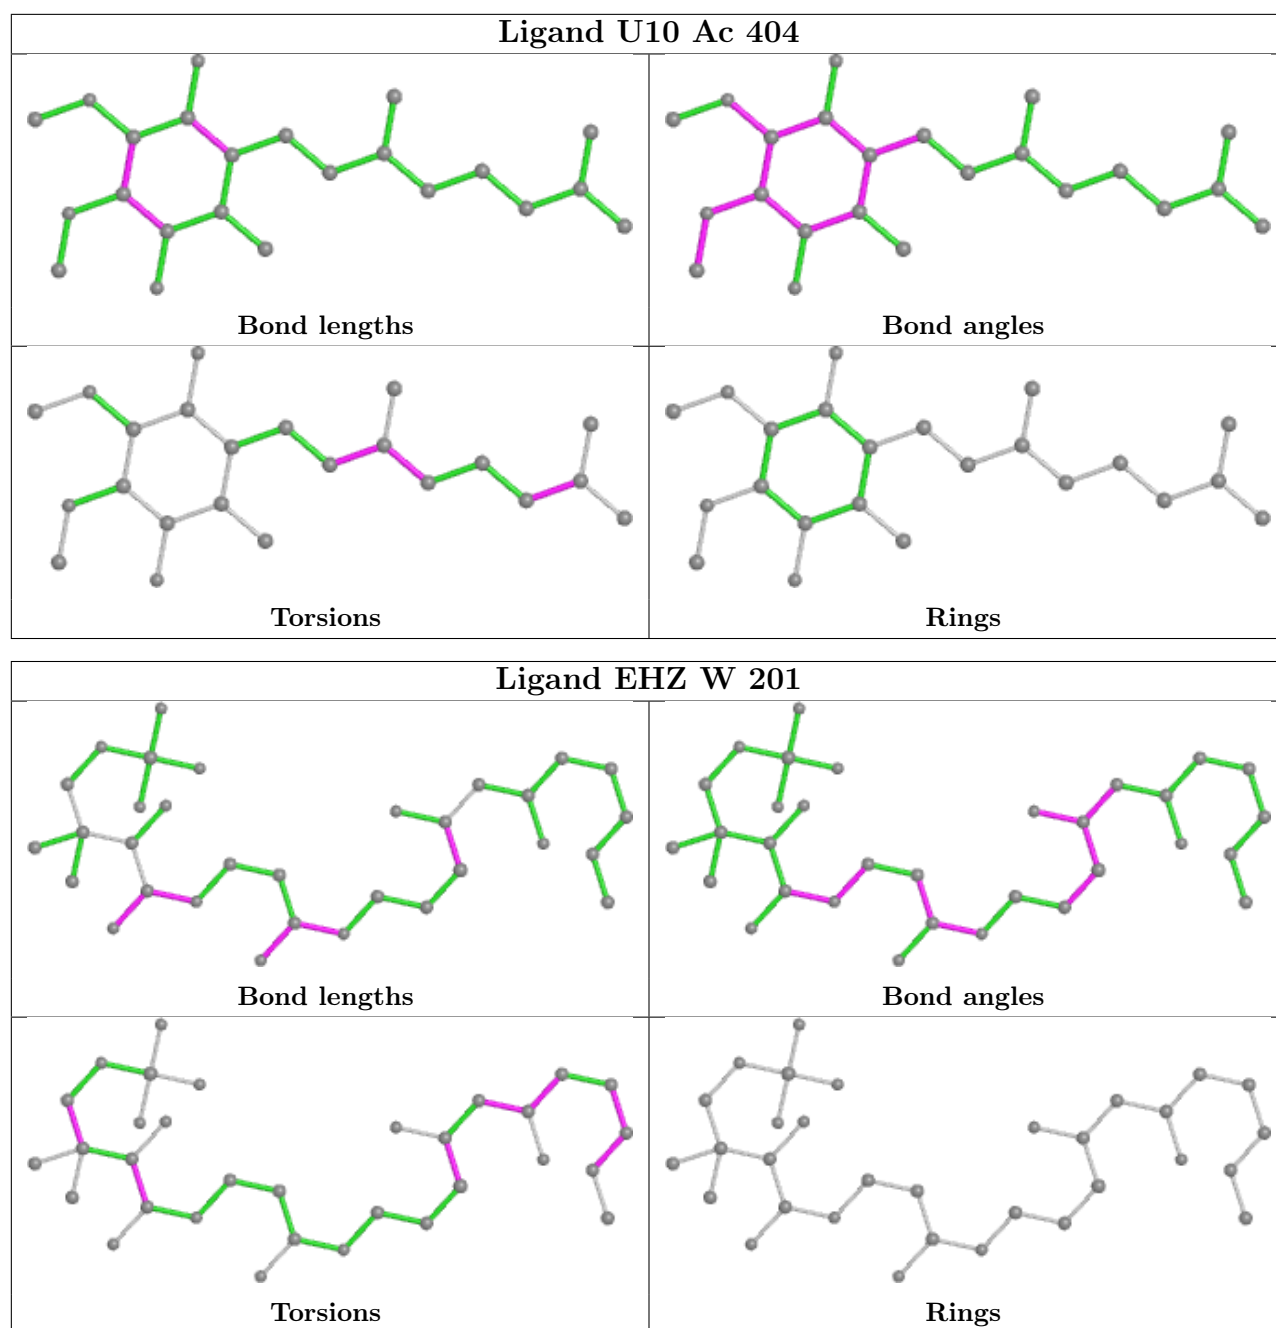 Ligand U10 Ac 404
Bond lengths
Bond angles
Torsions
Rings
Ligand EHZ W 201
Bond lengths
Bond angles
Torsions
Rings